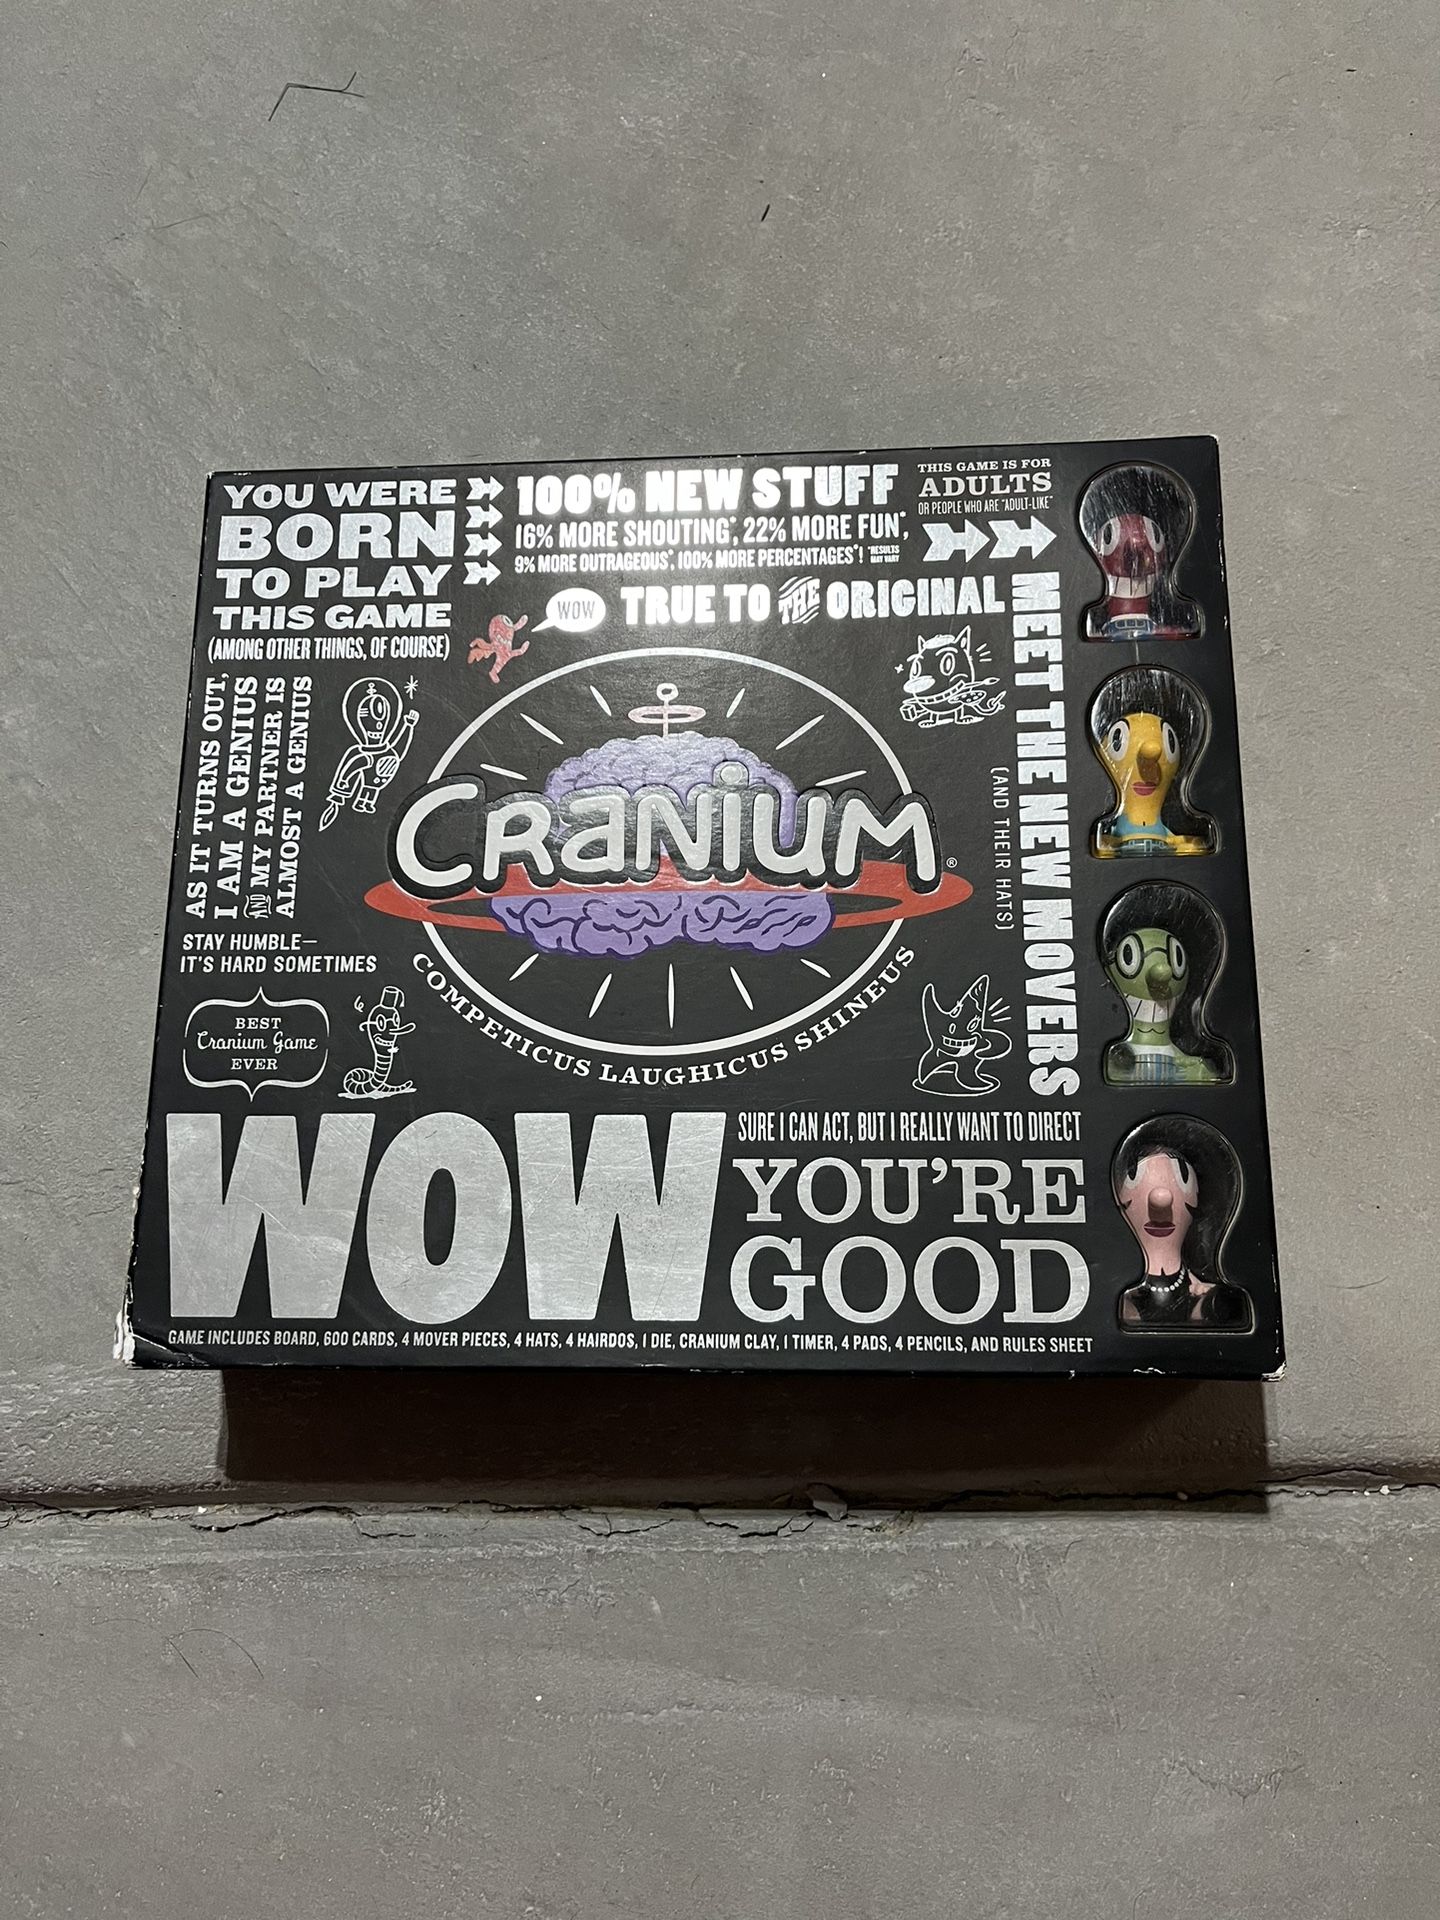 YOU WERE
BORN
TO PLAY
THIS GAME
(AMONG OTHER THINGS, OF COURSE)
100% NEW STUFF
16% MORE SHOUTING*, 22% MORE FUN*,
9% MORE OUTRAGEOUS*, 100% MORE PERCENTAGES*! *RESULTS
MAY VARY
THIS GAME IS FOR
ADULTS
OR PEOPLE WHO ARE "ADULT-LIKE"
WOW
TRUE TO THE ORIGINAL
MEET THE NEW MOVERS
(AND THEIR HATS)
AS IT TURNS OUT,
I AM A GENIUS
AND MY PARTNER IS
ALMOST A GENIUS
STAY HUMBLE—
IT'S HARD SOMETIMES
BEST
Cranium Game
EVER
CRANIUM®
COMPETICUS LAUGHICUS SHINEUS
WOW
SURE I CAN ACT, BUT I REALLY WANT TO DIRECT
YOU'RE
GOOD
GAME INCLUDES BOARD, 600 CARDS, 4 MOVER PIECES, 4 HATS, 4 HAIRDOS, 1 DIE, CRANIUM CLAY, 1 TIMER, 4 PADS, 4 PENCILS, AND RULES SHEET